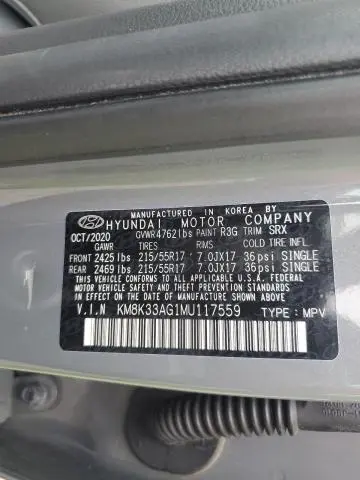 MANUFACTURED IN KOREA BY
HYUNDAI MOTOR COMPANY
OCT/2020 GVWR4762lbs PAINT R3G TRIM SRX
GAWR TIRES RIMS COLD TIRE INFL.
FRONT 2425lbs 215/55R17 7.0JX17 36psi SINGLE
REAR 2469lbs 215/55R17 7.0JX17 36psi SINGLE
THIS VEHICLE CONFORMS TO ALL APPLICABLE U.S.A. FEDERAL
MOTOR VEHICLE SAFETY, BUMPER, AND THEFT PREVENTION
STANDARDS IN EFFECT ON THE DATE OF MANUFACTURE
SHOWN ABOVE.
V.I.N KM8K33AG1MU117559 TYPE: MPV